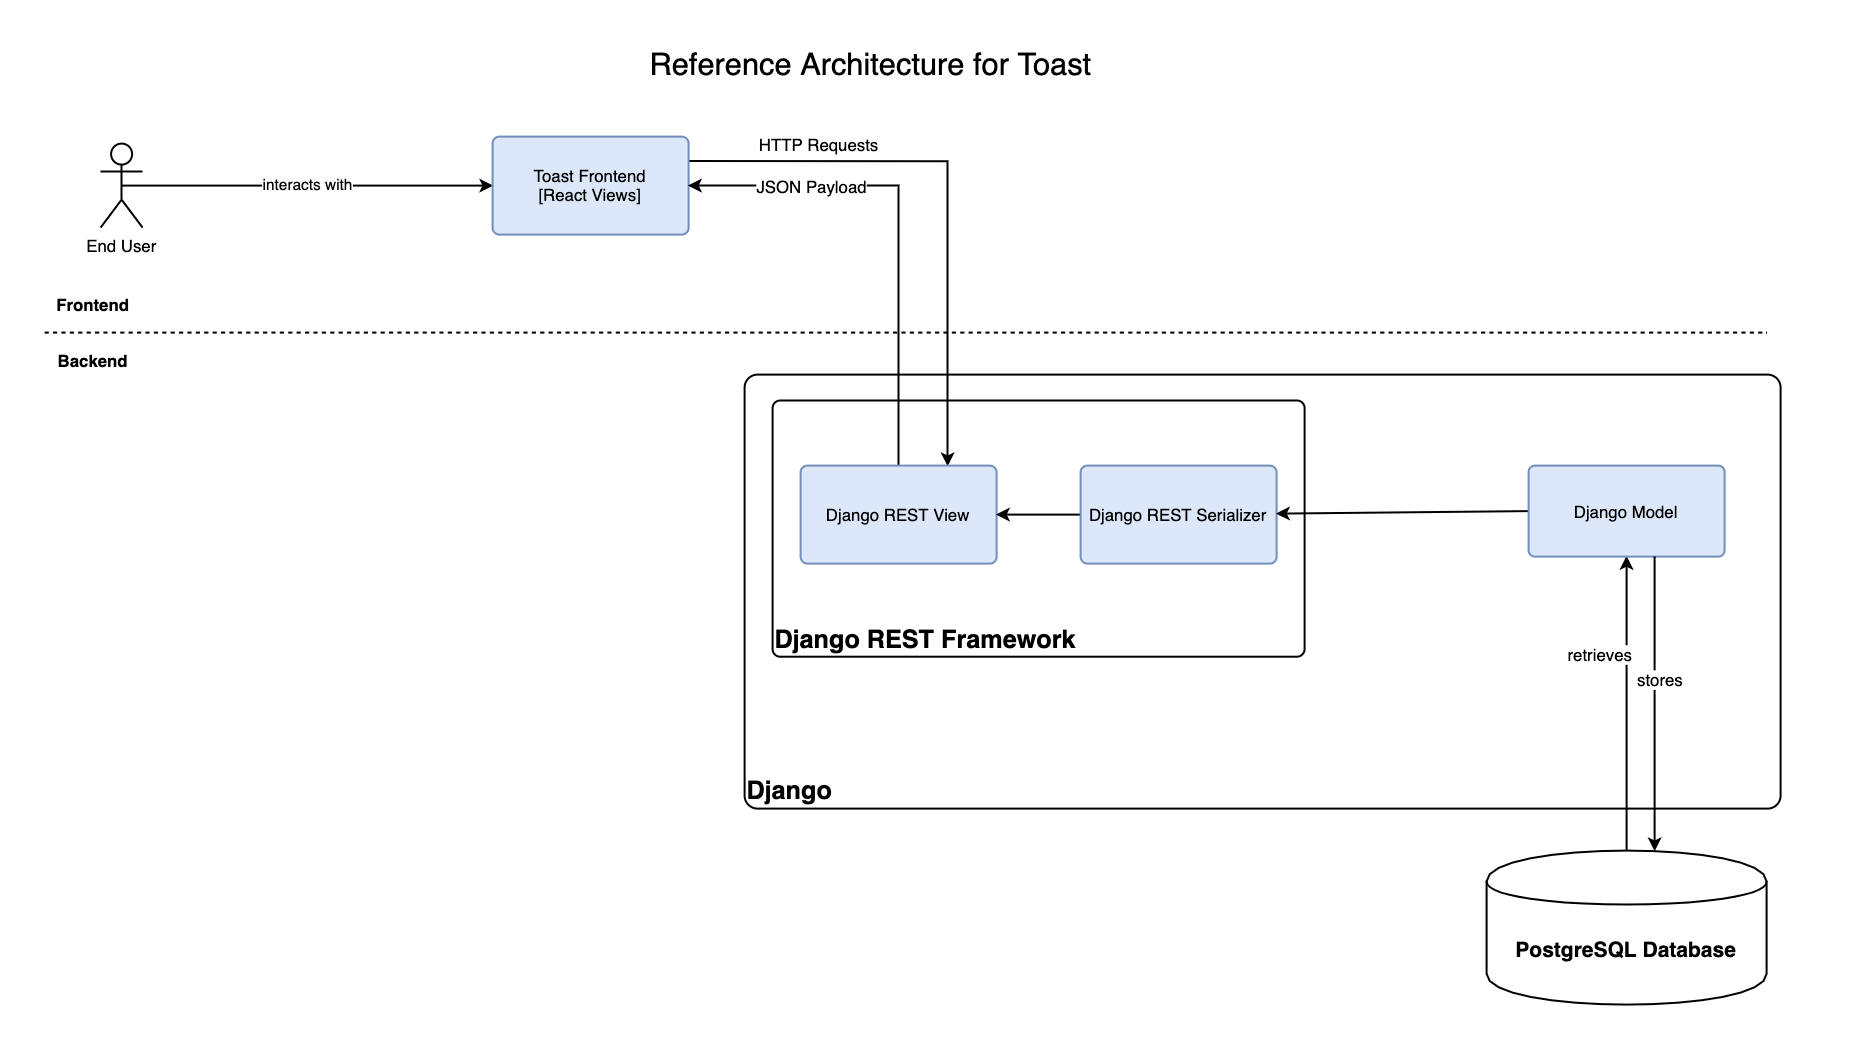 Reference Architecture for Toast
HTTP Requests
Toast Frontend
[React Views]
interacts with
JSON Payload
End User
Frontend
Backend
Django REST View
Django REST Serializer
Django Model
Django REST Framework
retrieves
stores
Django
PostgreSQL Database